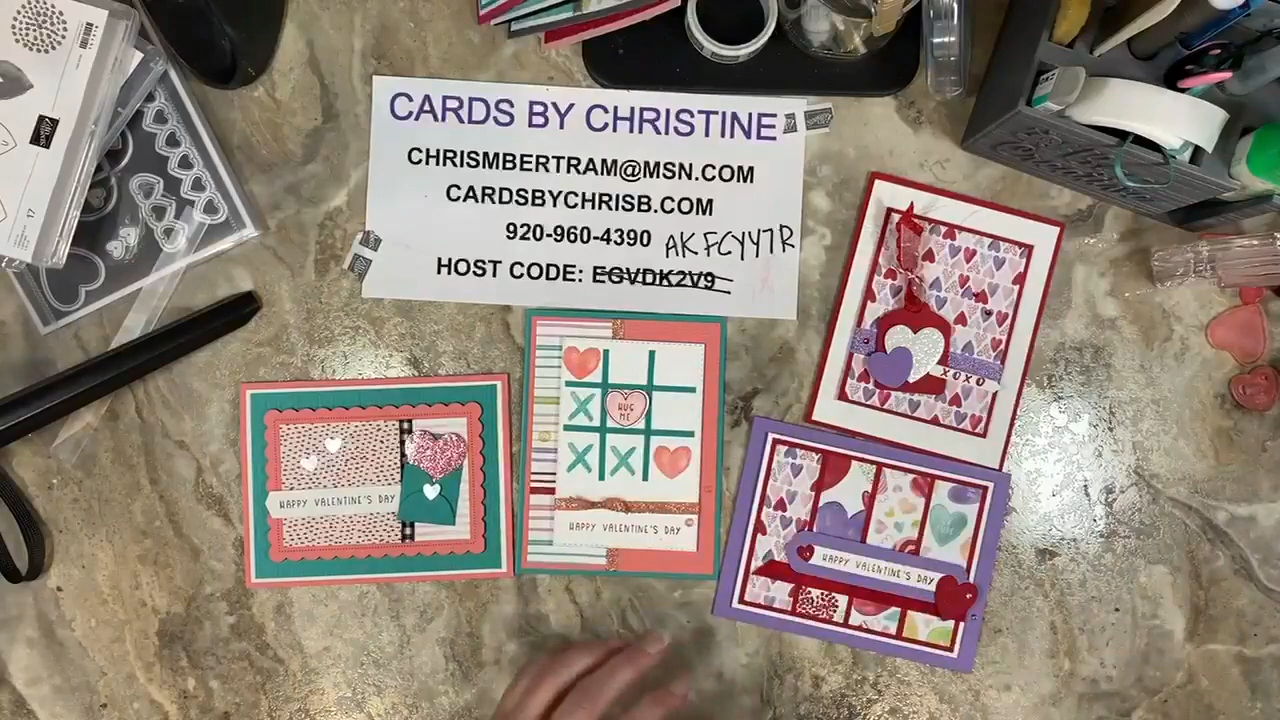 CARDS BY CHRISTINE
CHRISMBERTRAM@MSN.COM
CARDSBYCHRISB.COM
920-960-4390
AKFCYY7R
HOST CODE: EGVDK2V9
HUG
ME
X
X X
HAPPY VALENTINE'S DAY
HAPPY VALENTINE'S DAY
XOXO
HAPPY VALENTINE'S DAY
17